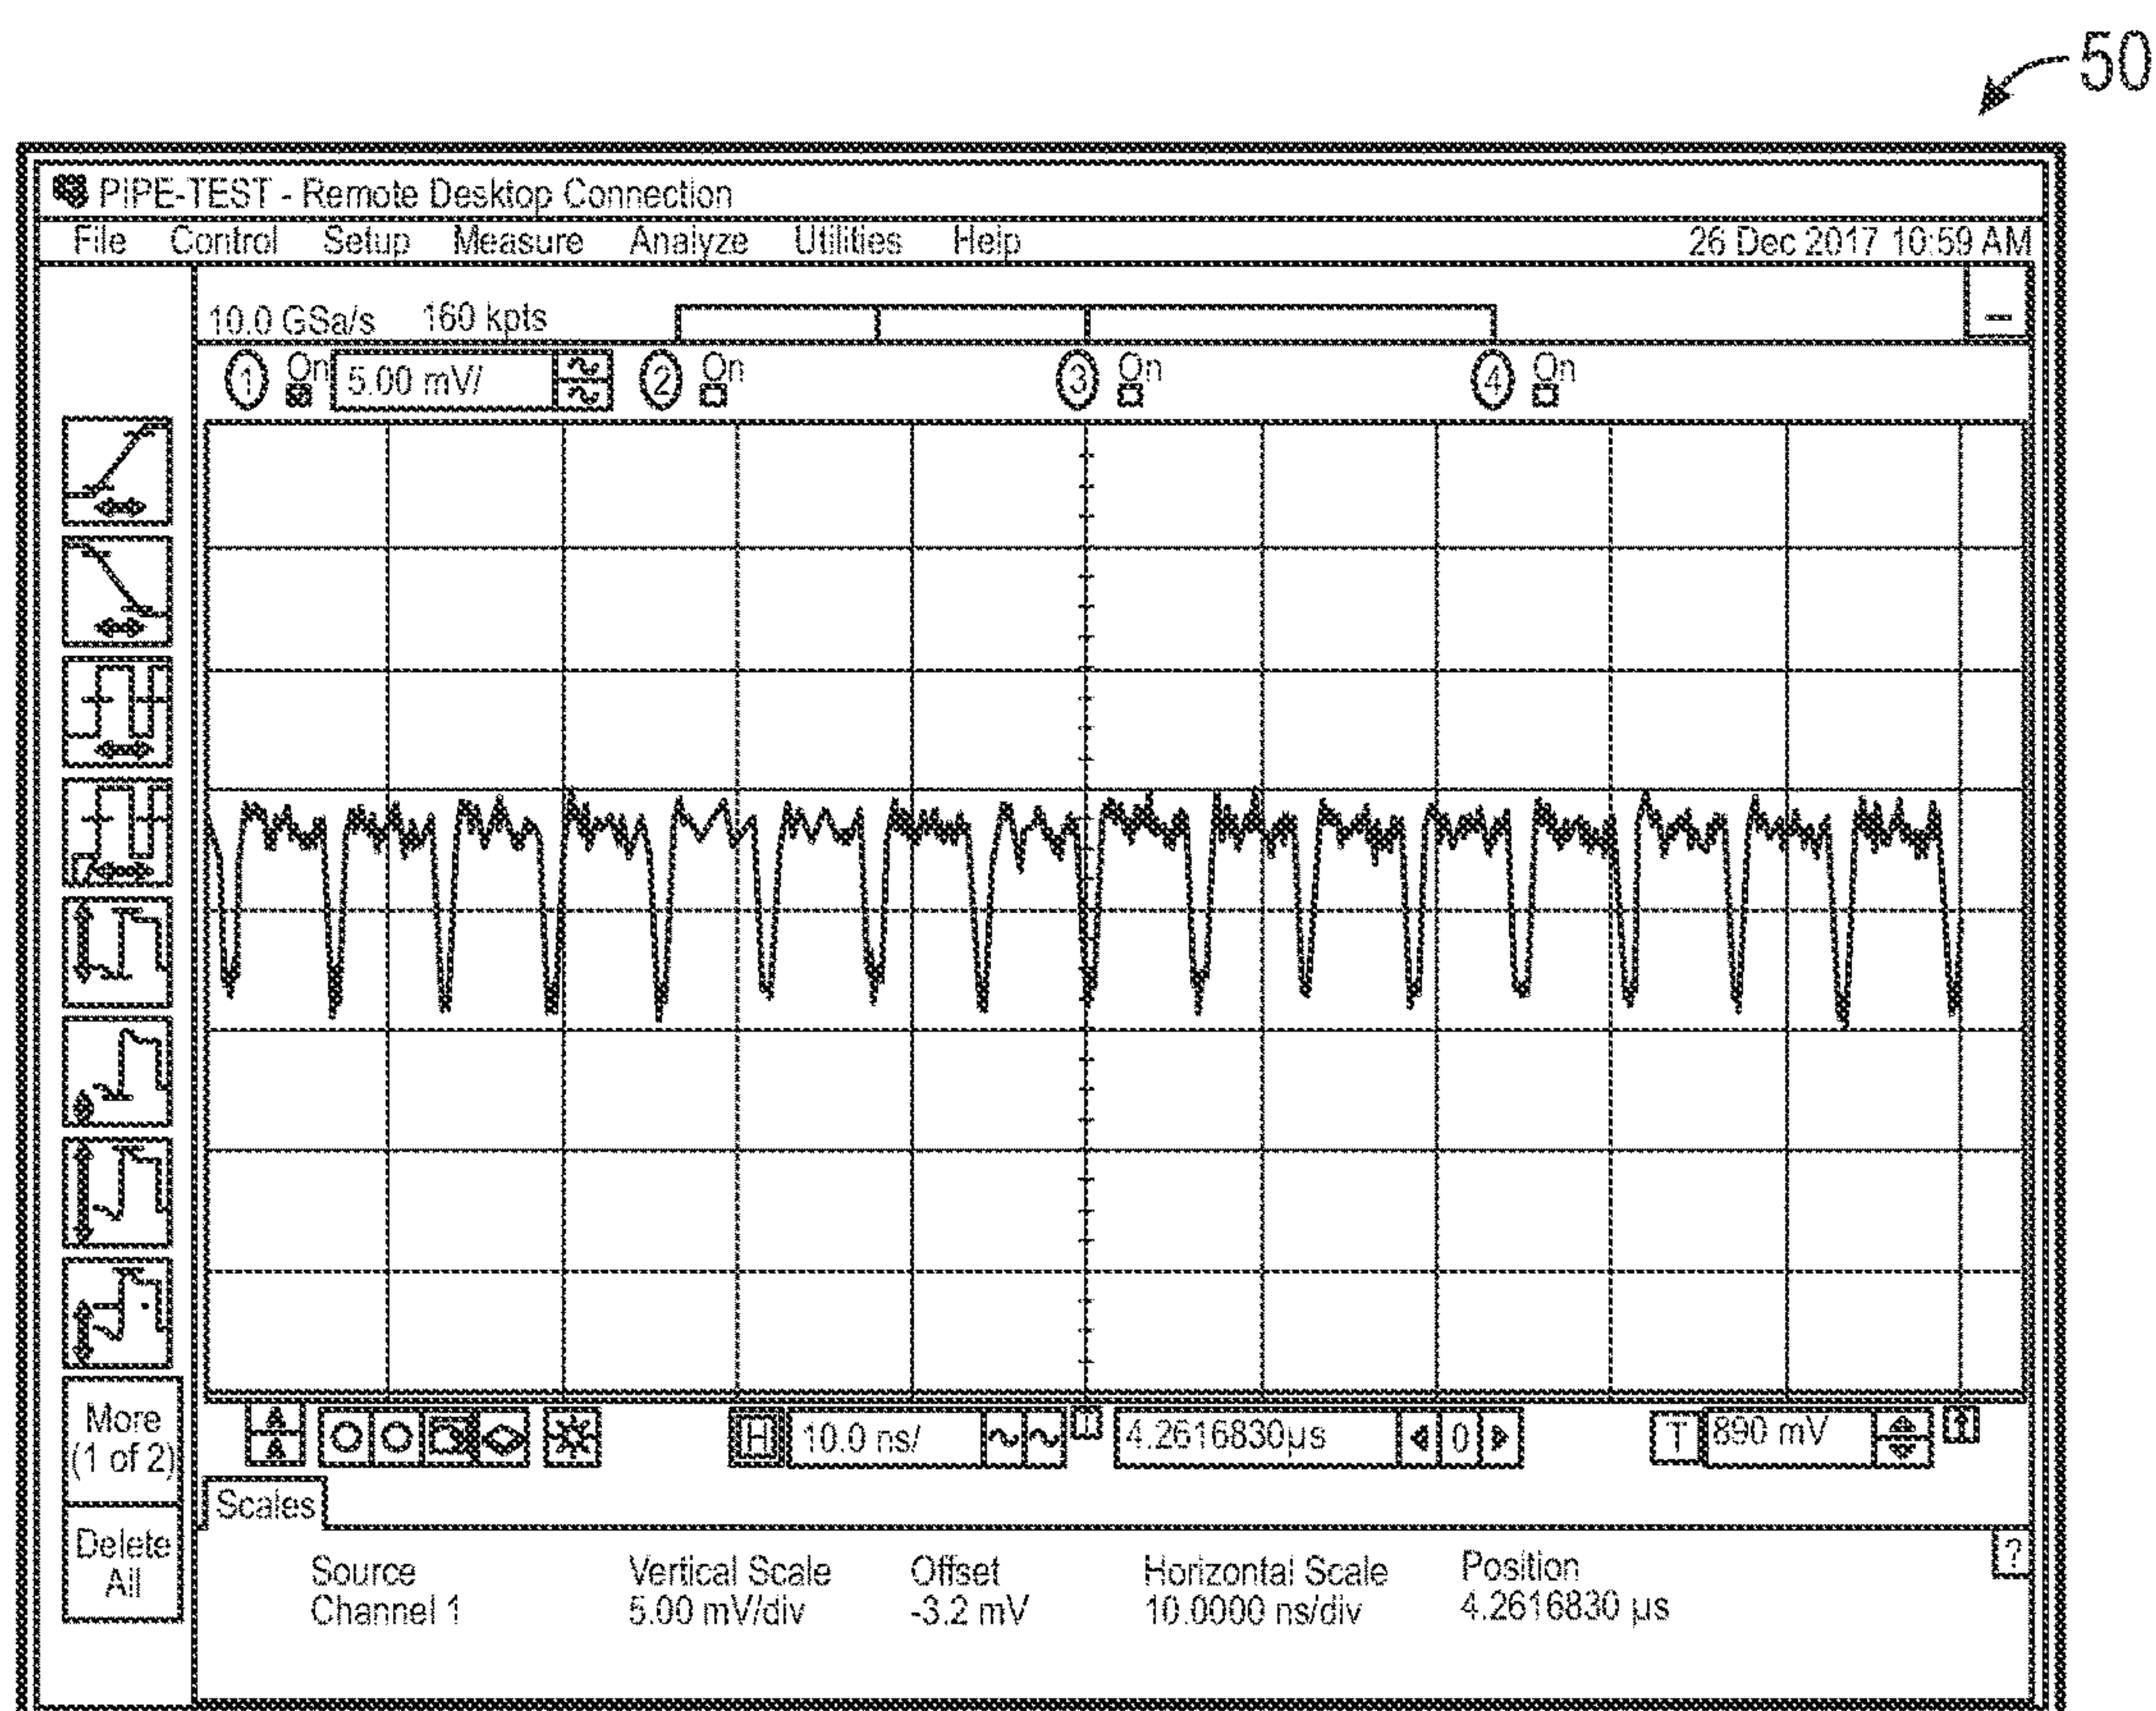 50
PIPE-TEST - Remote Desktop Connection
File Control Setup Measure Analyze Utilities Help 26 Dec 2017 10:59 AM
10.0 GSa/s 160 kpts
1 On 5.00 mV/ 2 On 3 On 4 On
H 10.0 ns/ 4.2616830µs 0 T 890 mV
More
(1 of 2)
Scales
Delete
All
?
Source Vertical Scale Offset Horizontal Scale Position
Channel 1 5.00 mV/div -3.2 mV 10.0000 ns/div 4.2616830 µs